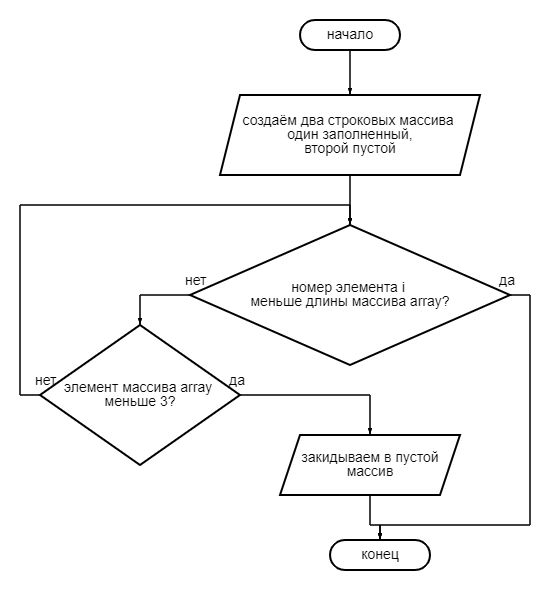 начало
создаём два строковых массива
один заполненный,
второй пустой
нет
да
номер элемента i
меньше длины массива array?
нет
да
элемент массива array
меньше 3?
закидываем в пустой
массив
конец